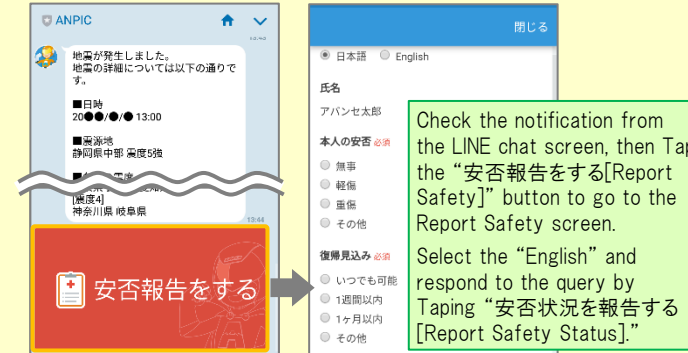 ANPIC
地震が発生しました。
地震の詳細については以下の通りで
す。
■日時
20●●/●/● 13:00
■震源地
静岡県中部 震度5強
[震度4]
神奈川県 岐阜県
13:44
安否報告をする
閉じる
日本語 English
氏名
アバンセ太郎
本人の安否 必須
無事
軽傷
重傷
その他
復帰見込み 必須
いつでも可能
1週間以内
1ヶ月以内
その他
Check the notification from
the LINE chat screen, then Tap
the “安否報告をする[Report
Safety]” button to go to the
Report Safety screen.
Select the “English” and
respond to the query by
Taping “安否状況を報告する
[Report Safety Status].”